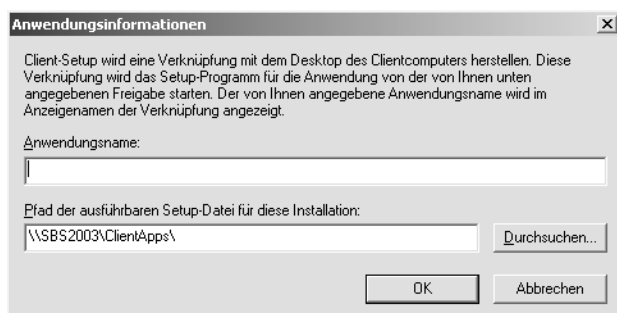 Anwendungsinformationen
Client-Setup wird eine Verknüpfung mit dem Desktop des Clientcomputers herstellen. Diese
Verknüpfung wird das Setup-Programm für die Anwendung von der von Ihnen unten
angegebenen Freigabe starten. Der von Ihnen angegebene Anwendungsname wird im
Anzeigenamen der Verknüpfung angezeigt.
Anwendungsname:
Pfad der ausführbaren Setup-Datei für diese Installation:
\\SBS2003\ClientApps\
Durchsuchen...
OK
Abbrechen